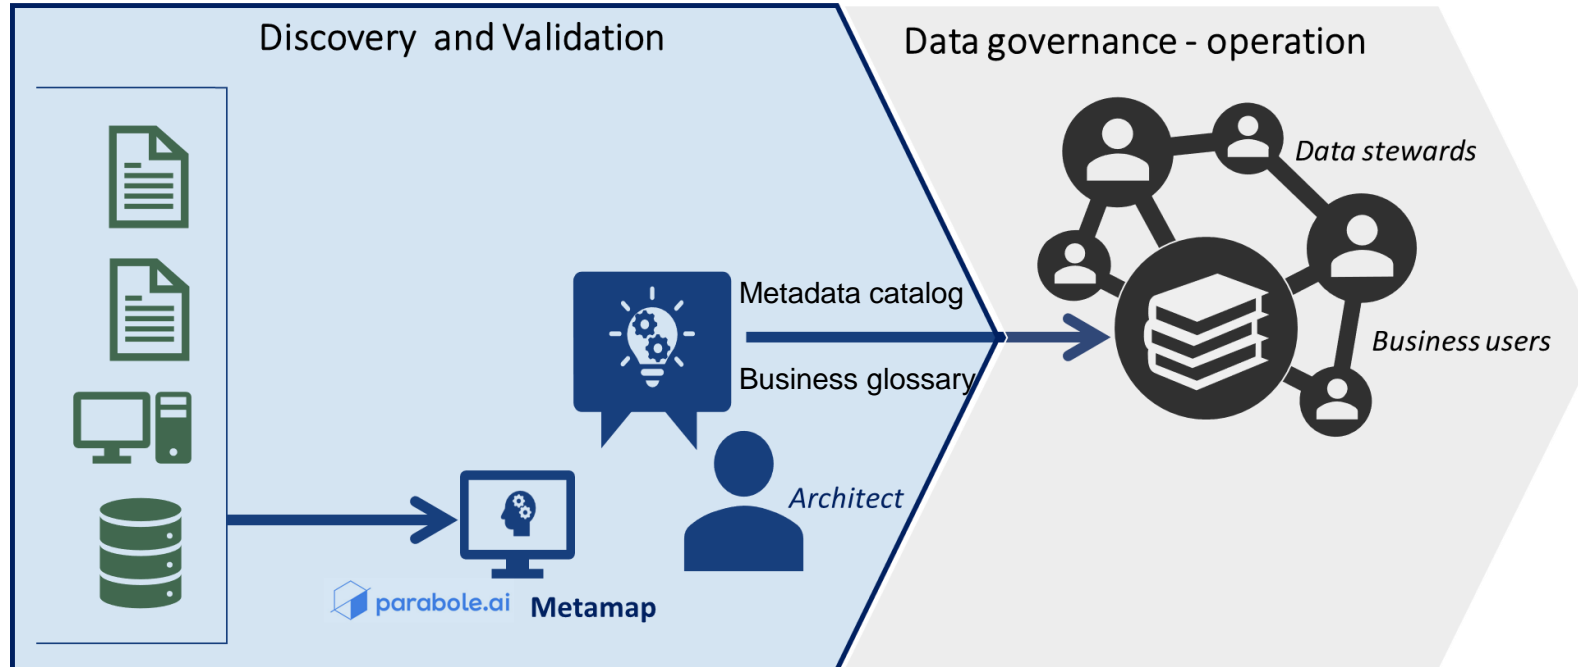 Discovery and Validation
Data governance - operation
Data stewards
Metadata catalog
Business users
Business glossary
Architect
parabole.ai
Metamap